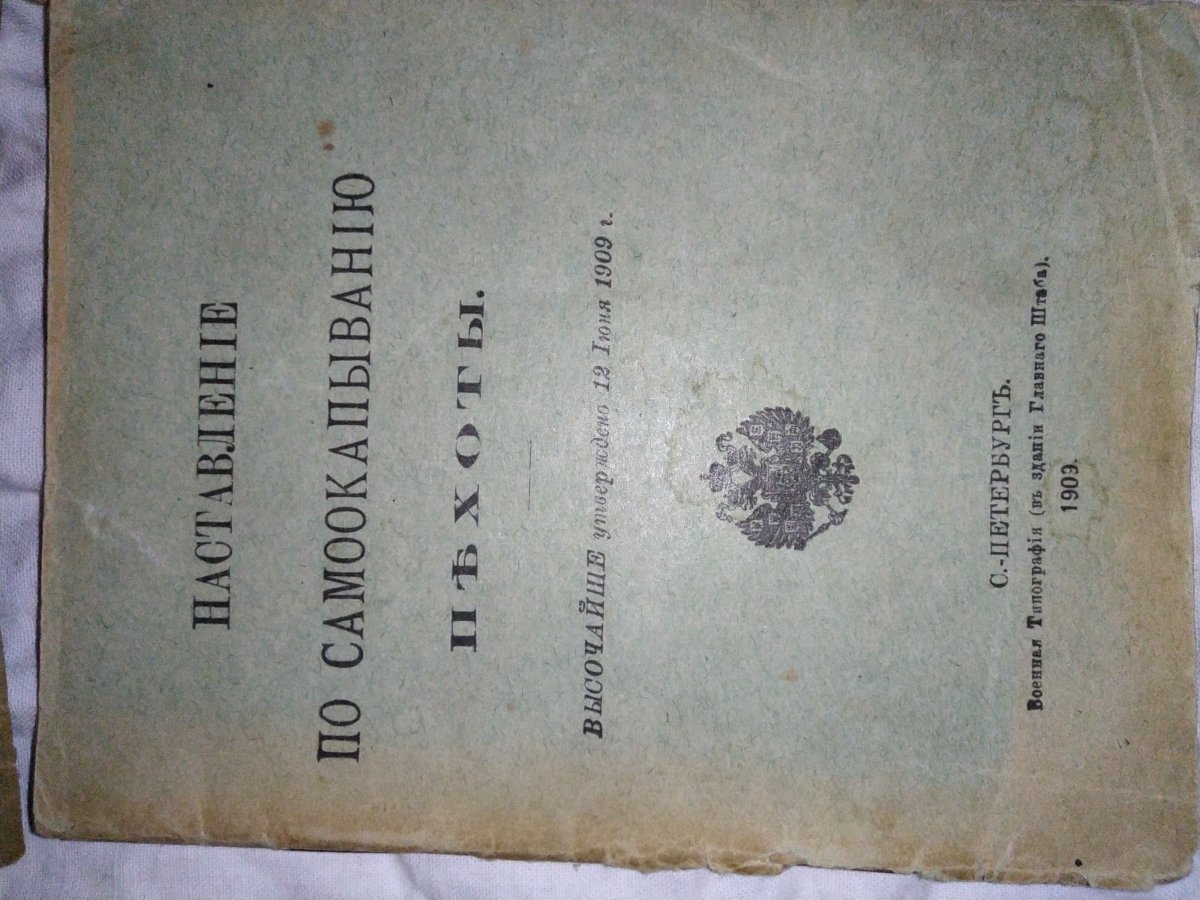 НАСТАВЛЕНІЕ
ПО САМООКАПЫВАНІЮ
ПѢХОТЫ.
ВЫСОЧАЙШЕ утверждено 12 Іюня 1909 г.
С.-ПЕТЕРБУРГЪ.
Военная Типографія (въ зданіи Главнаго Штаба).
1909.